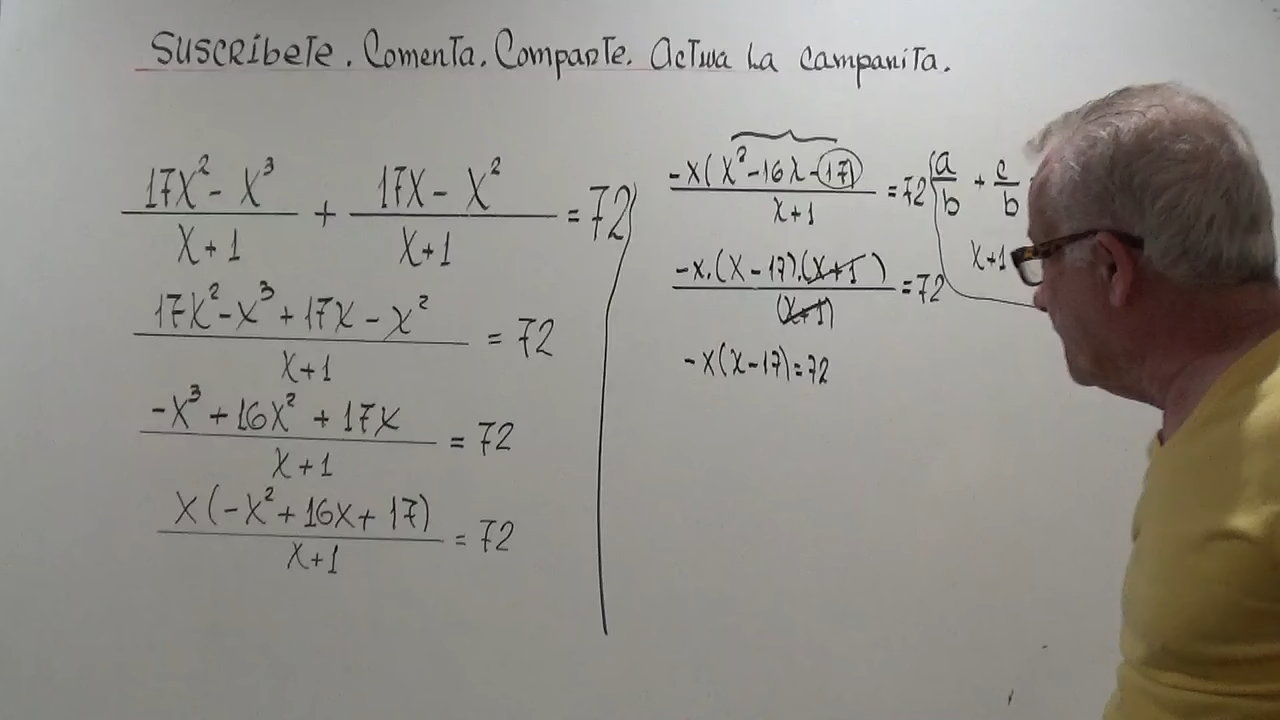 Suscríbete. Comenta. Comparte. Activa la campanita.
17x² - x³ / x+1 + 17x - x² / x+1 = 72
17x² - x³ + 17x - x² / x+1 = 72
-x³ + 16x² + 17x / x+1 = 72
x(-x² + 16x + 17) / x+1 = 72
-x(x² - 16x - 17) / x+1 = 72
-x.(x-17).(x+1) / (x+1) = 72
-x(x-17) = 72
a/b + c/b
x+1